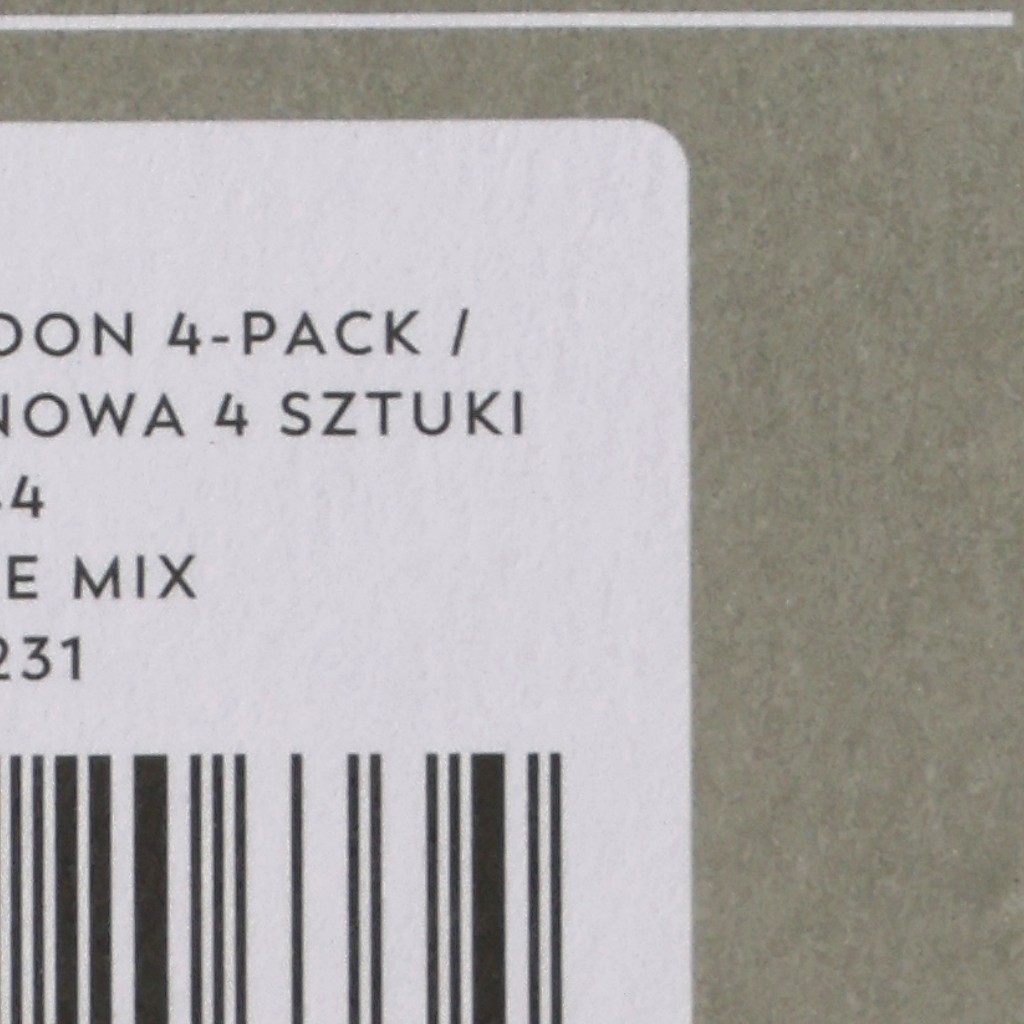 DON 4-PACK /
NOWA 4 SZTUKI
4
E MIX
231